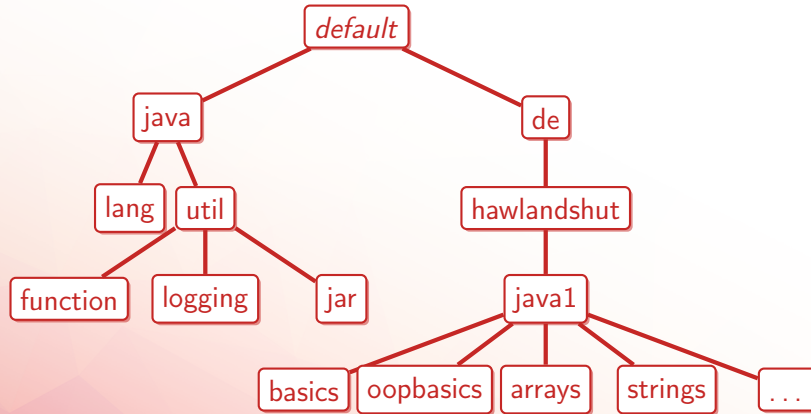 default
java
de
lang
util
hawlandshut
function
logging
jar
java1
basics
oopbasics
arrays
strings
...